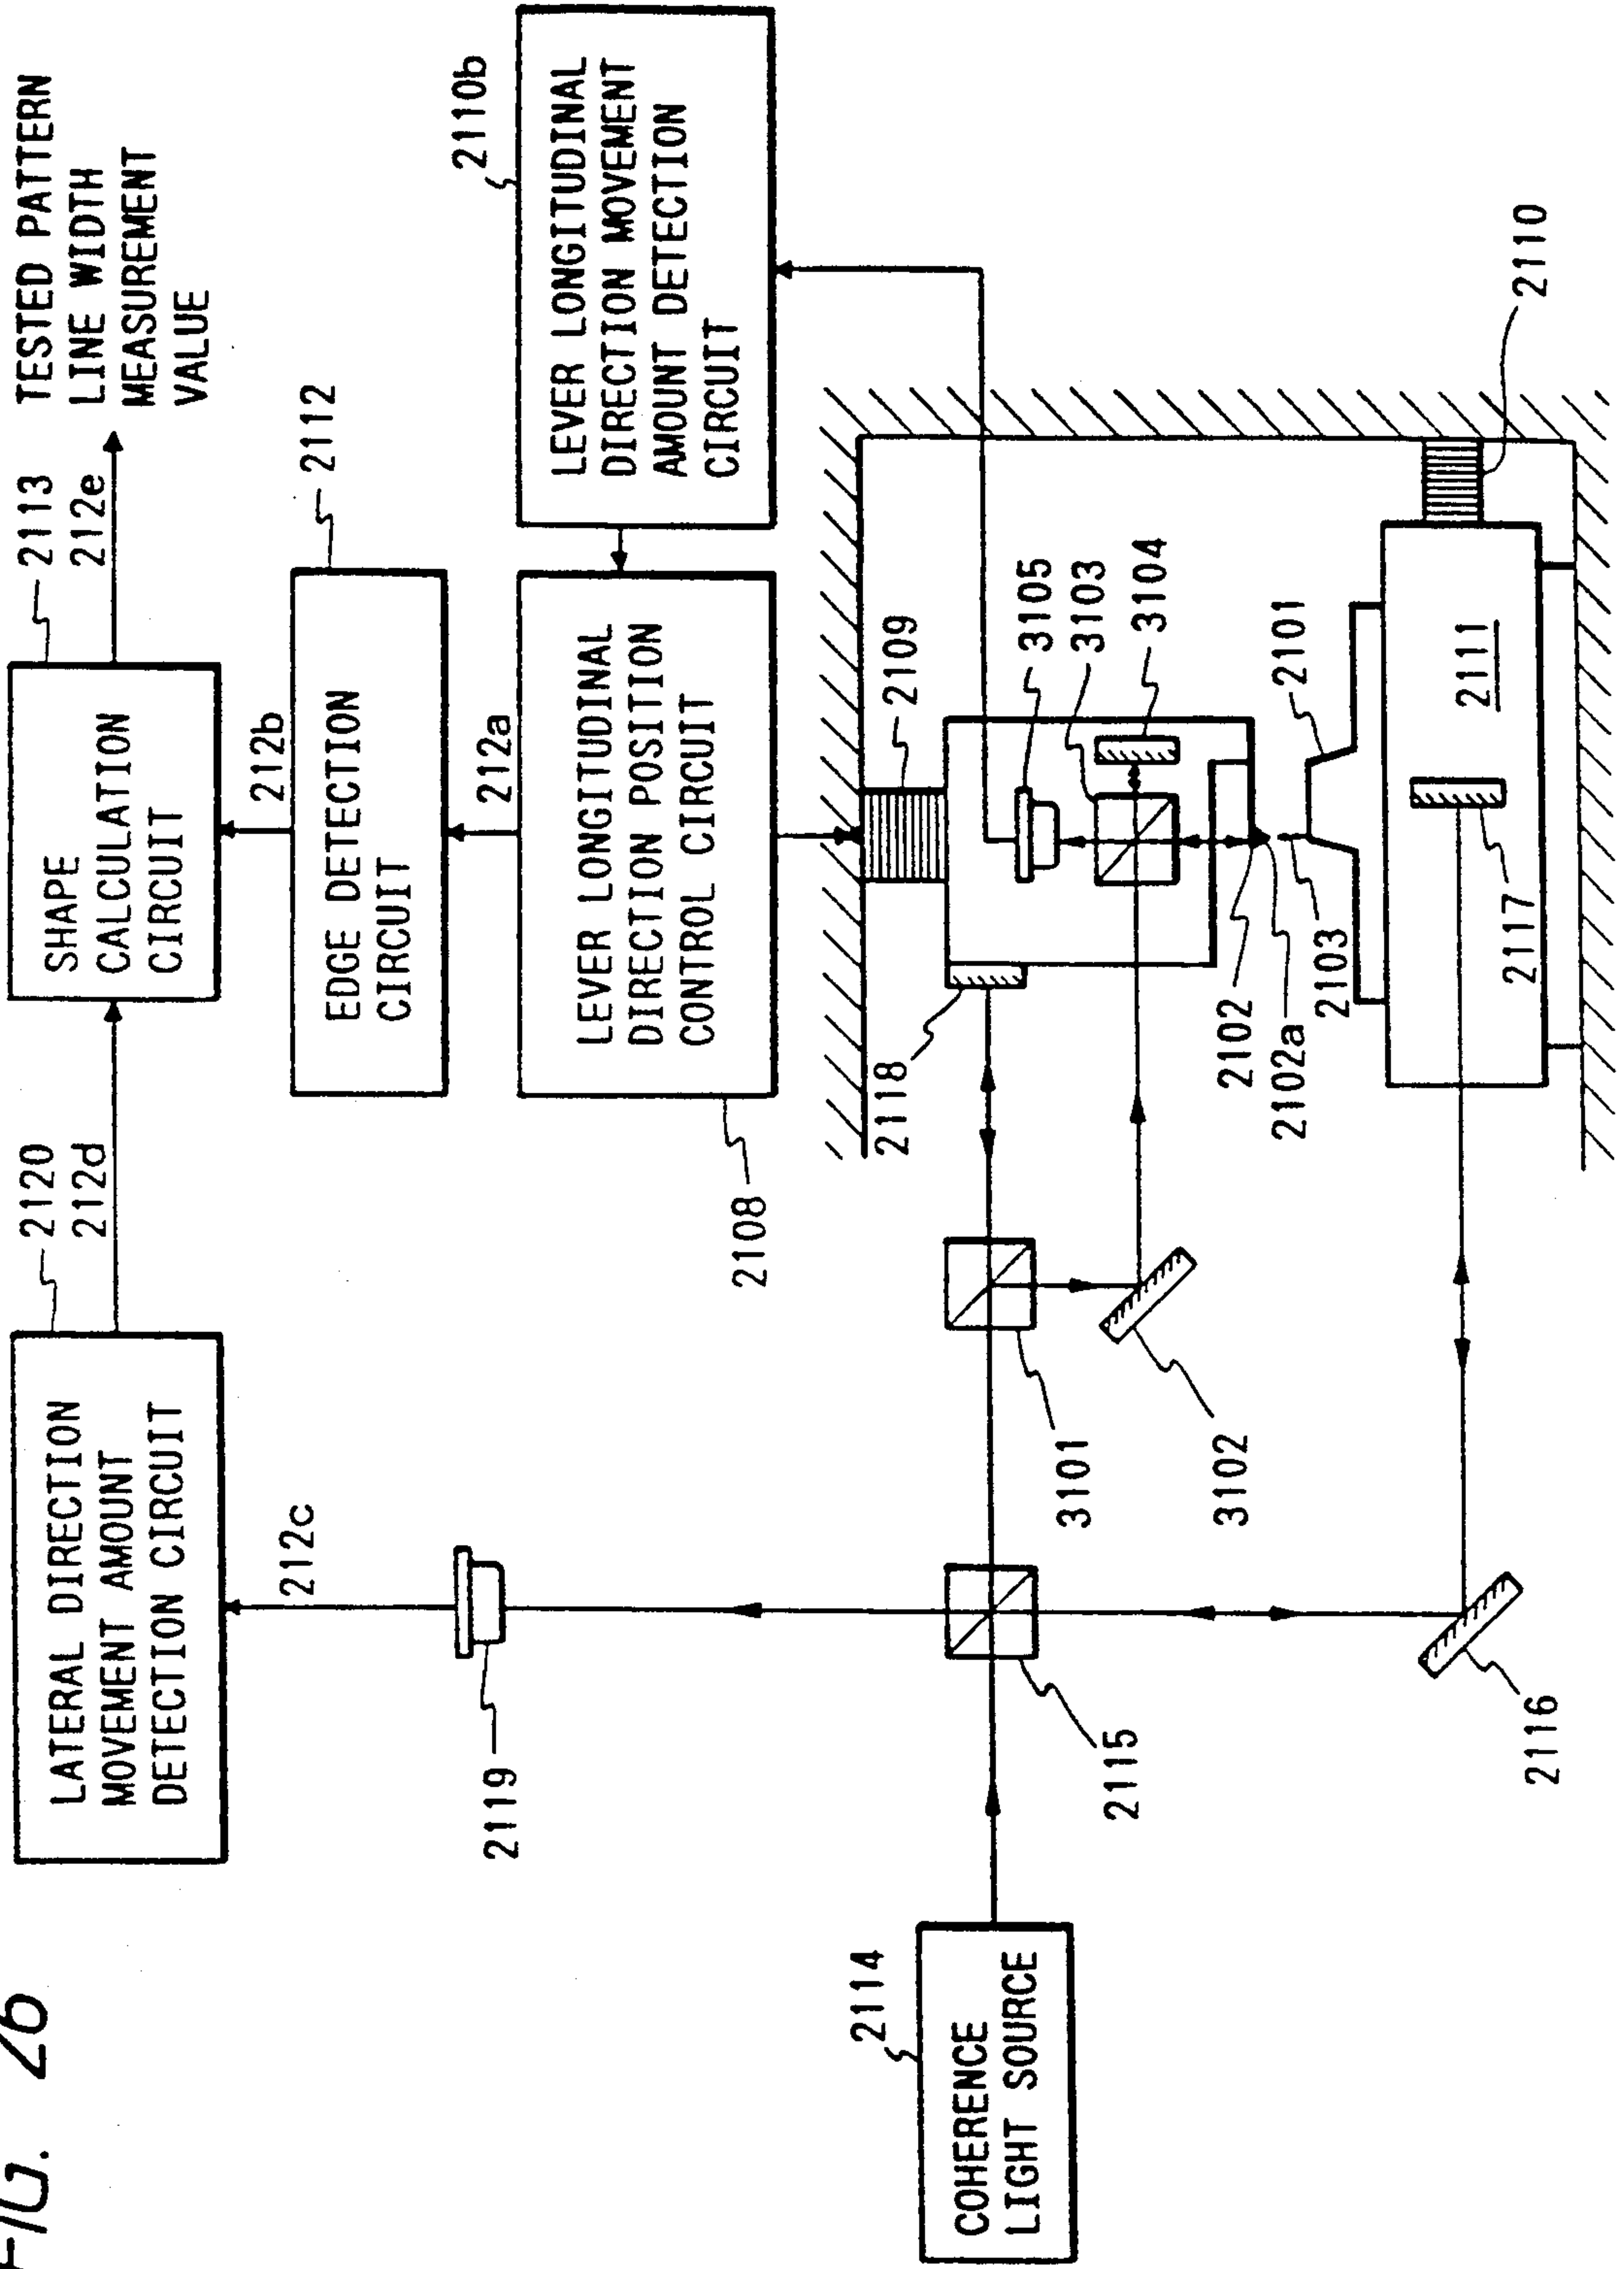 FIG. 26
LATERAL DIRECTION
MOVEMENT AMOUNT
DETECTION CIRCUIT
2120
212d
SHAPE
CALCULATION
CIRCUIT
2113
212e
TESTED PATTERN
LINE WIDTH
MEASUREMENT
VALUE
212c
2119
212b
EDGE DETECTION
CIRCUIT
2112
212a
LEVER LONGITUDINAL
DIRECTION POSITION
CONTROL CIRCUIT
2108
LEVER LONGITUDINAL
DIRECTION MOVEMENT
AMOUNT DETECTION
CIRCUIT
2110b
COHERENCE
LIGHT SOURCE
2114
2115
2116
3101
3102
2118
2109
3105
3103
3104
2102
2102a
2103
2101
2111
2117
2110